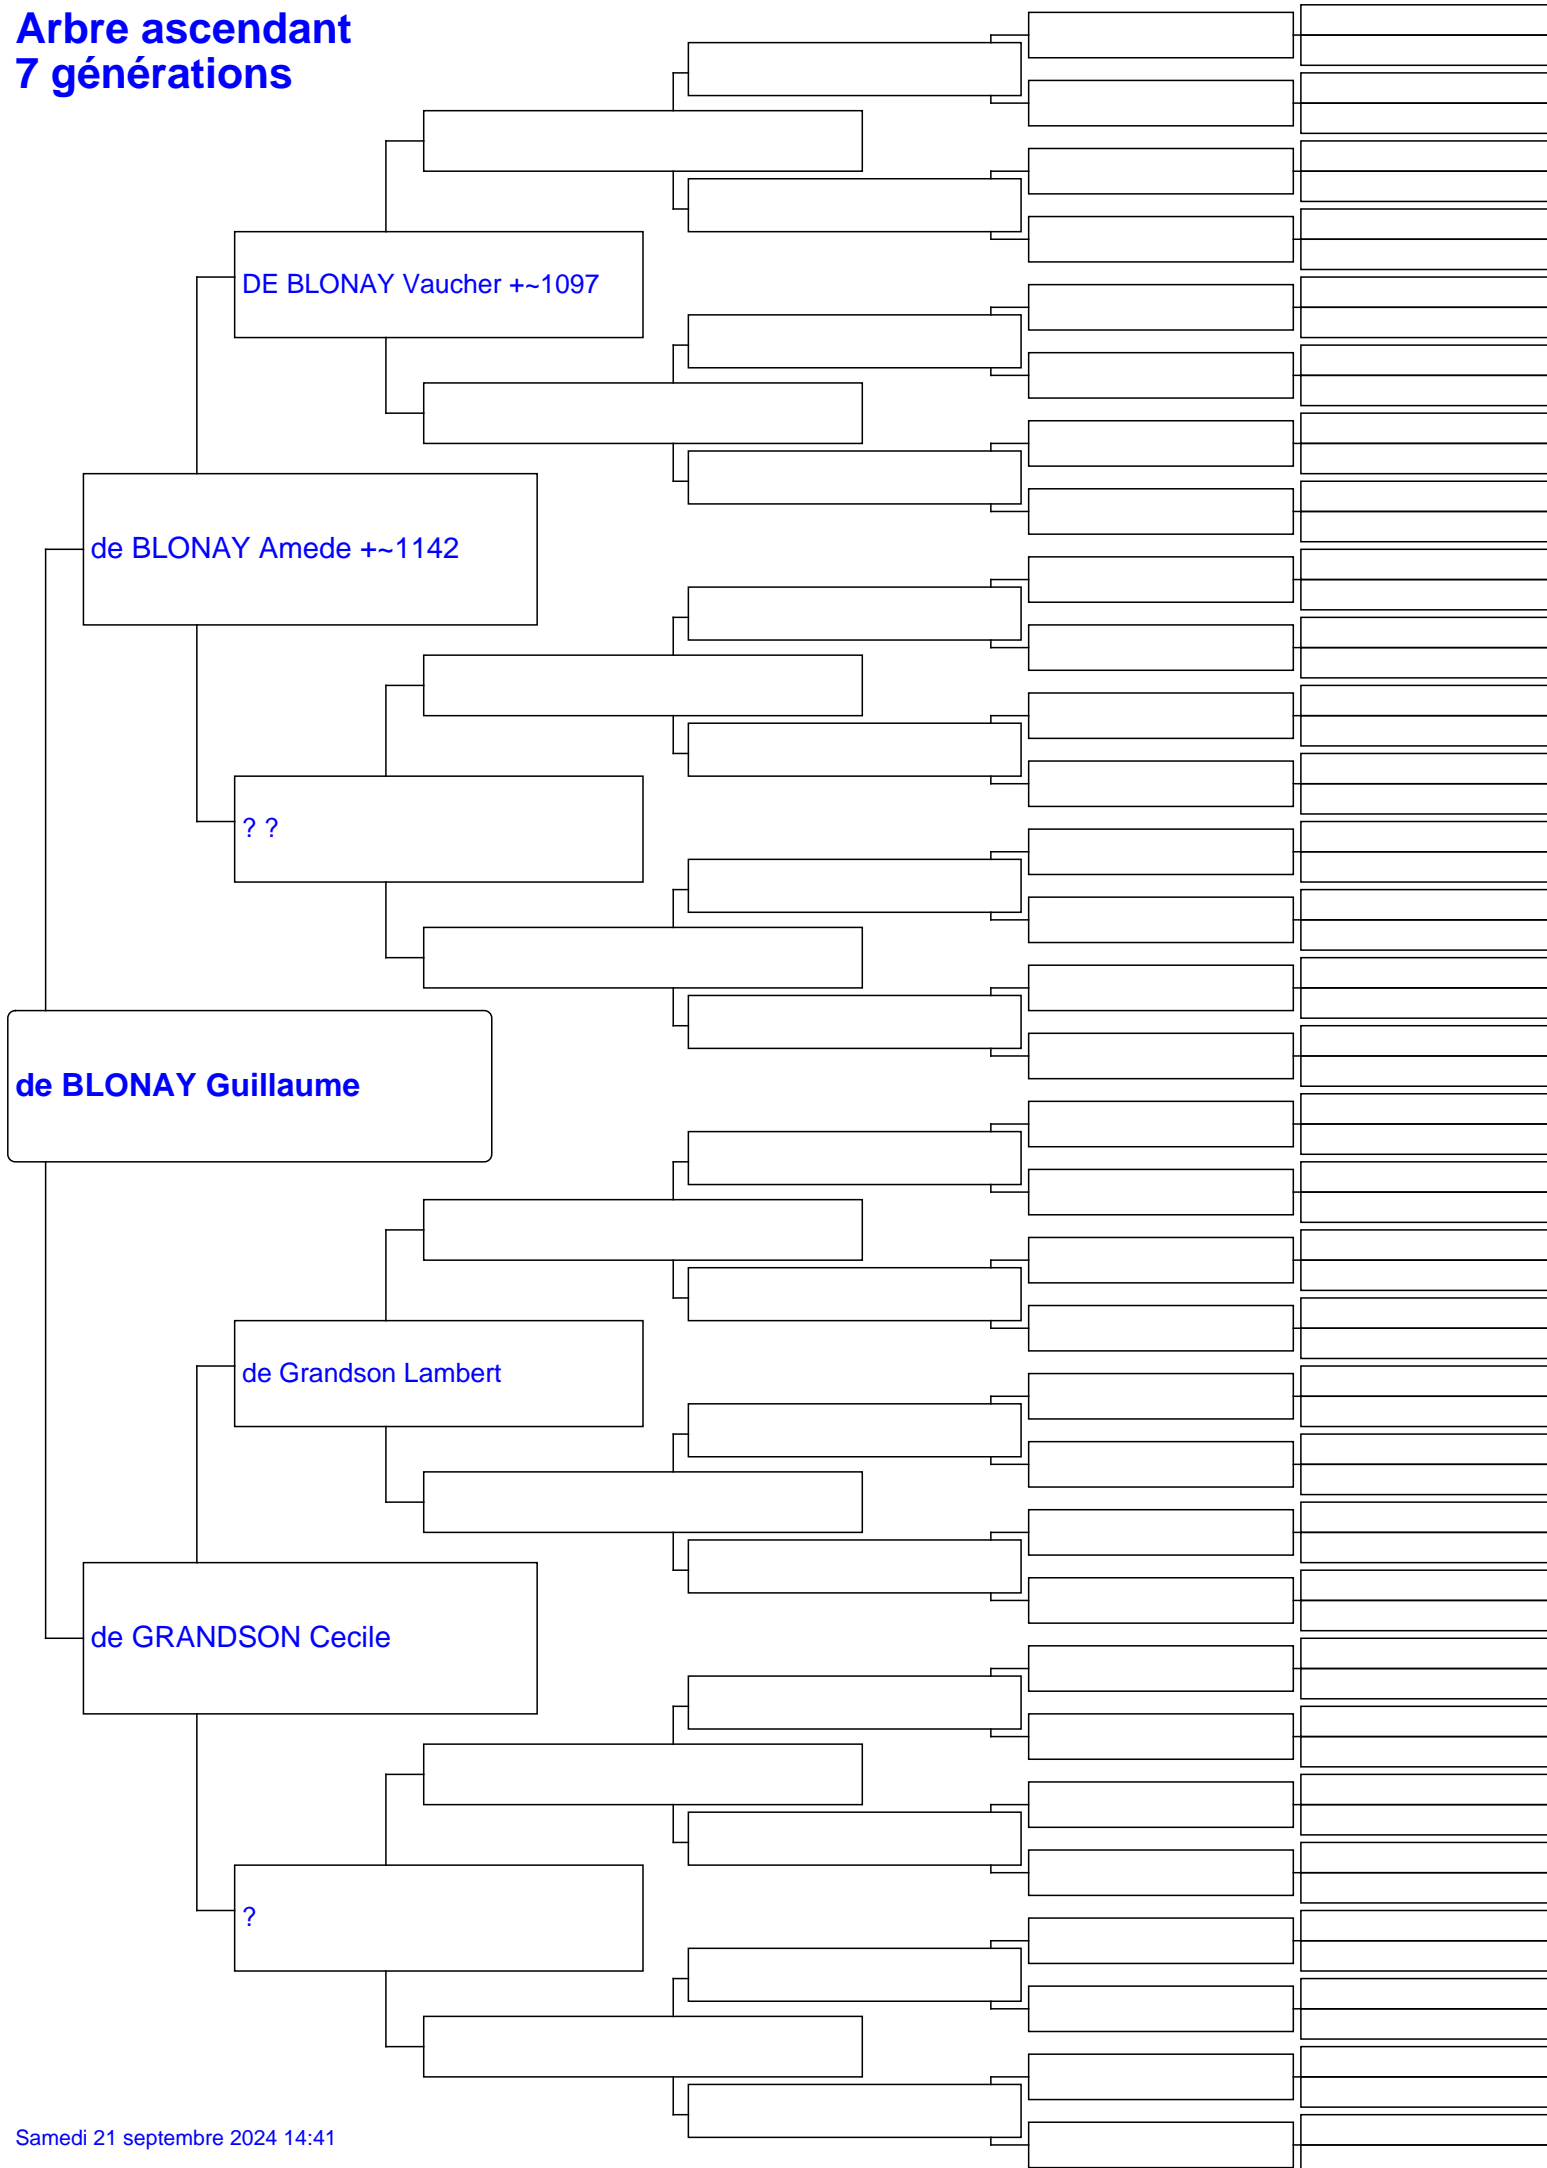 Arbre ascendant
7 générations
DE BLONAY Vaucher +~1097
de BLONAY Amede +~1142
? ?
de BLONAY Guillaume
de Grandson Lambert
de GRANDSON Cecile
?
Samedi 21 septembre 2024 14:41